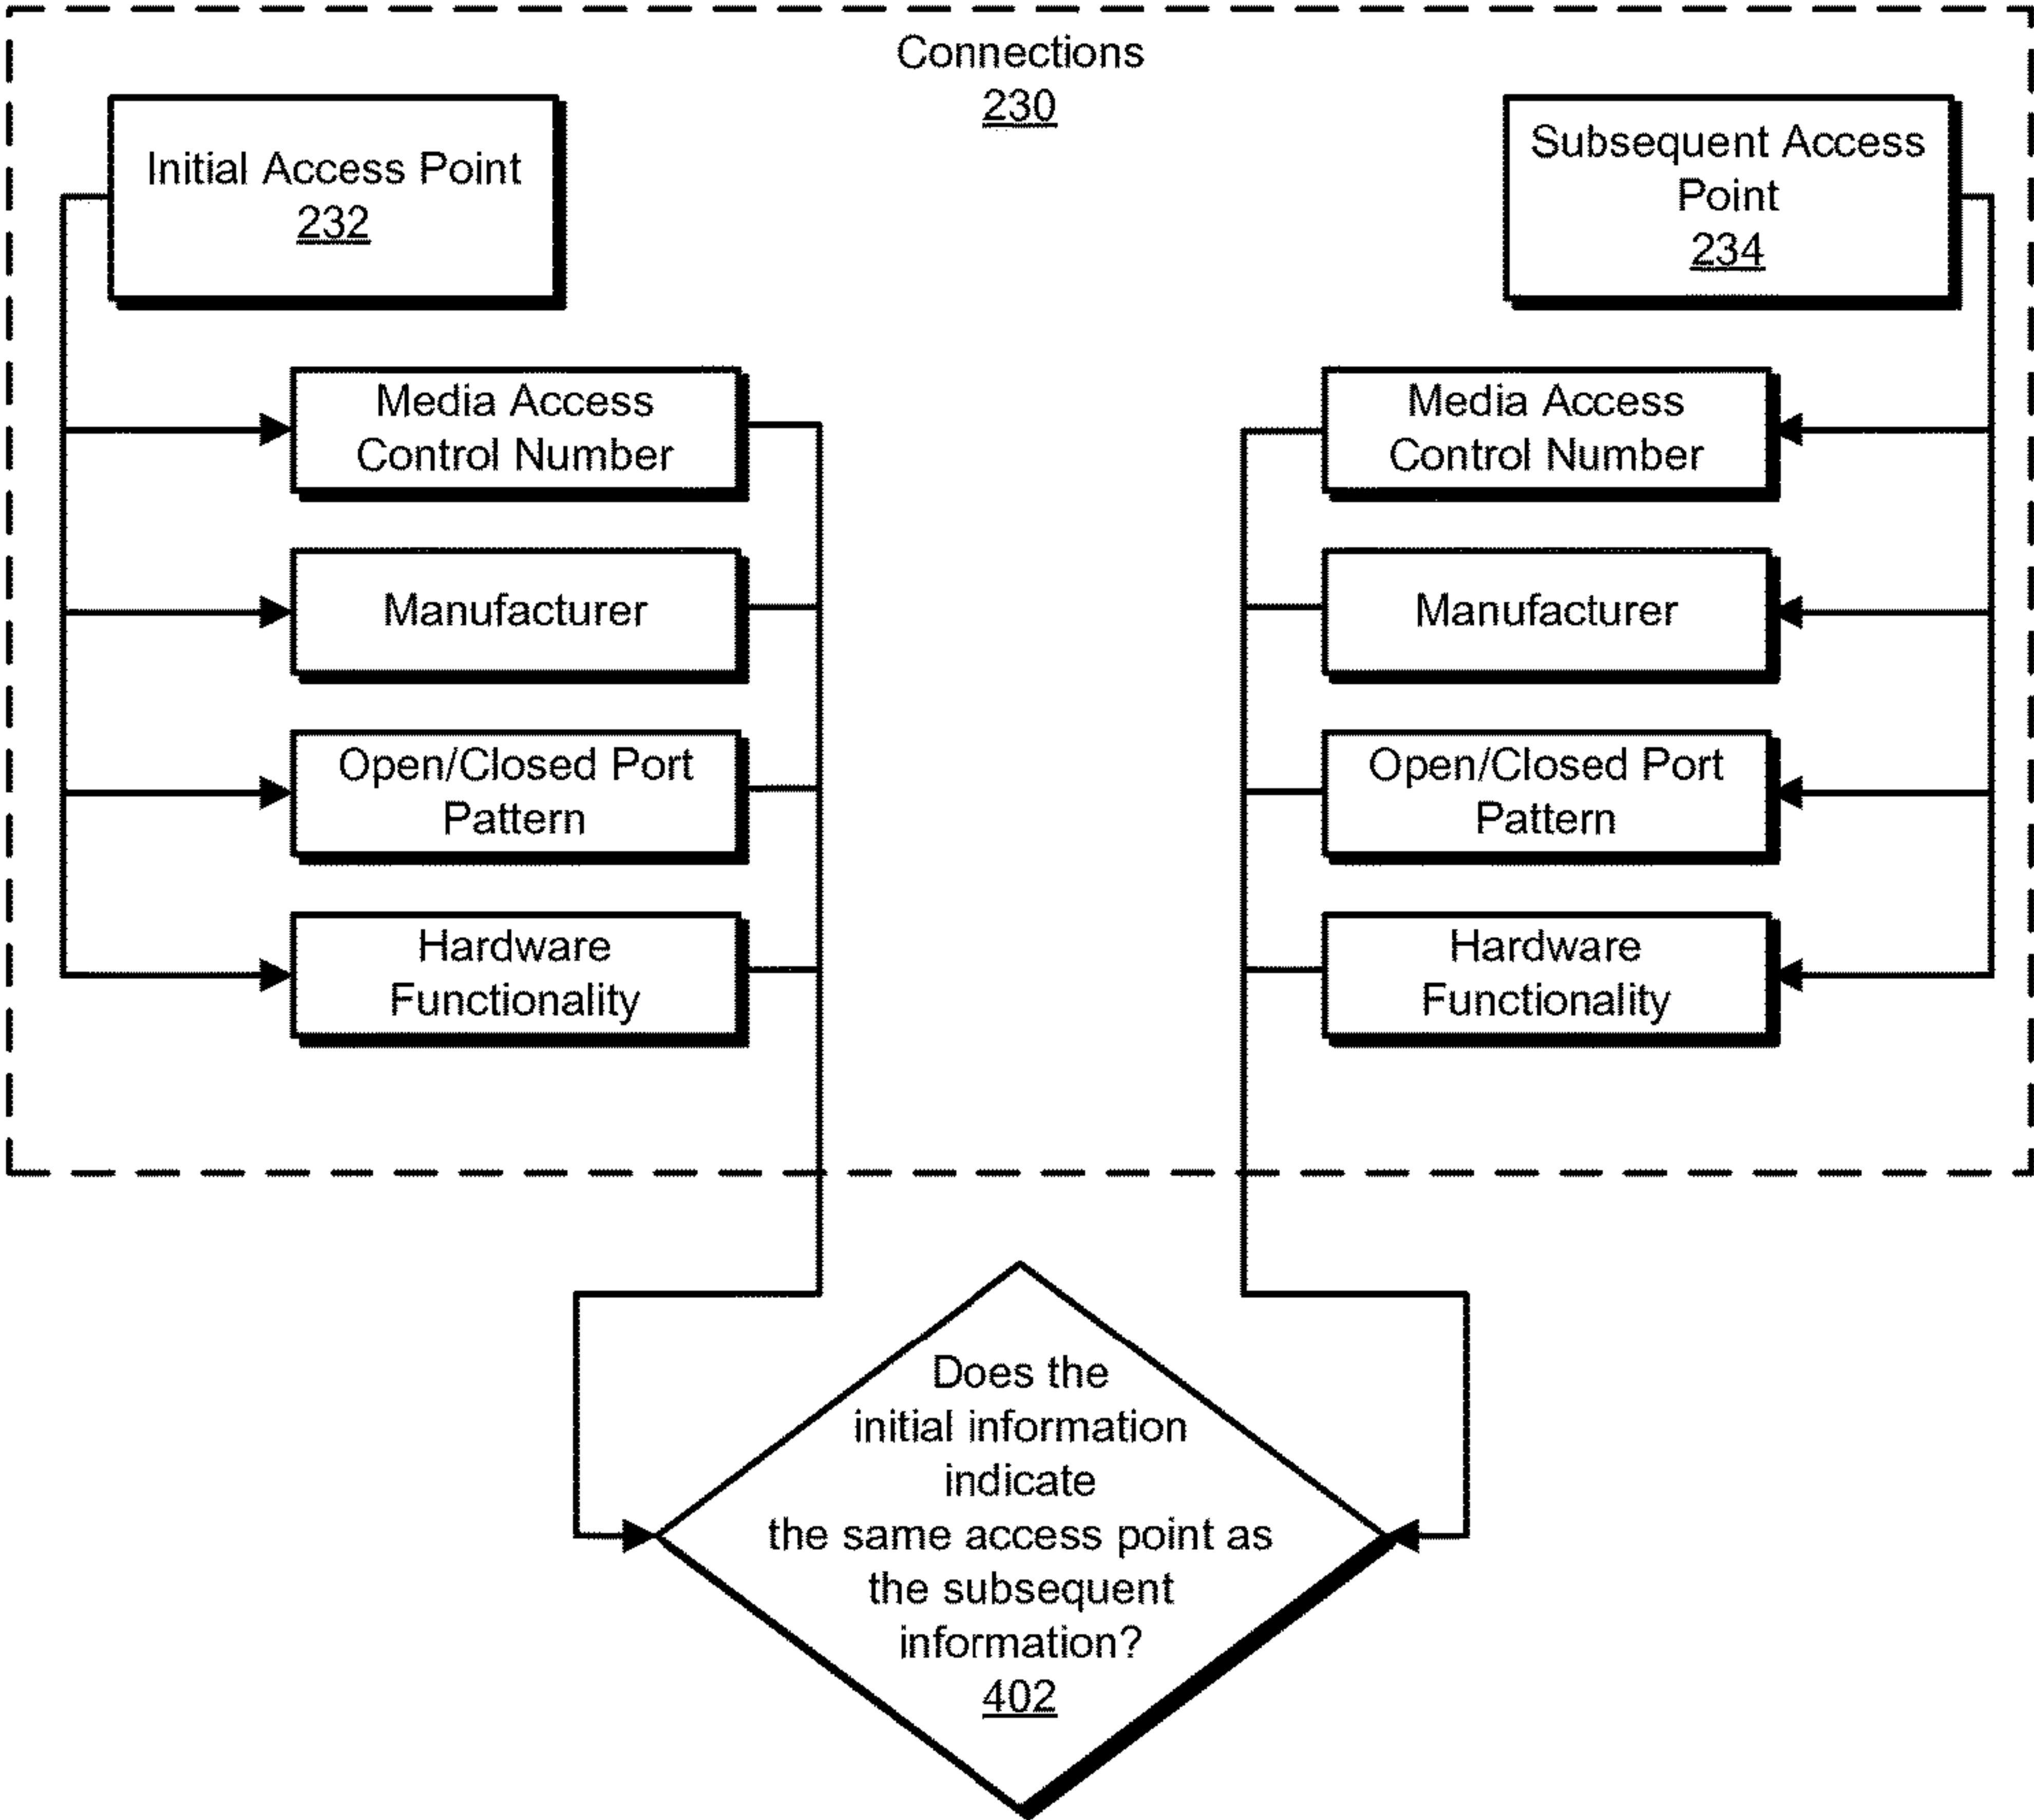 Connections
230
Initial Access Point
232
Subsequent Access
Point
234
Media Access
Control Number
Manufacturer
Open/Closed Port
Pattern
Hardware
Functionality
Media Access
Control Number
Manufacturer
Open/Closed Port
Pattern
Hardware
Functionality
Does the
initial information
indicate
the same access point as
the subsequent
information?
402